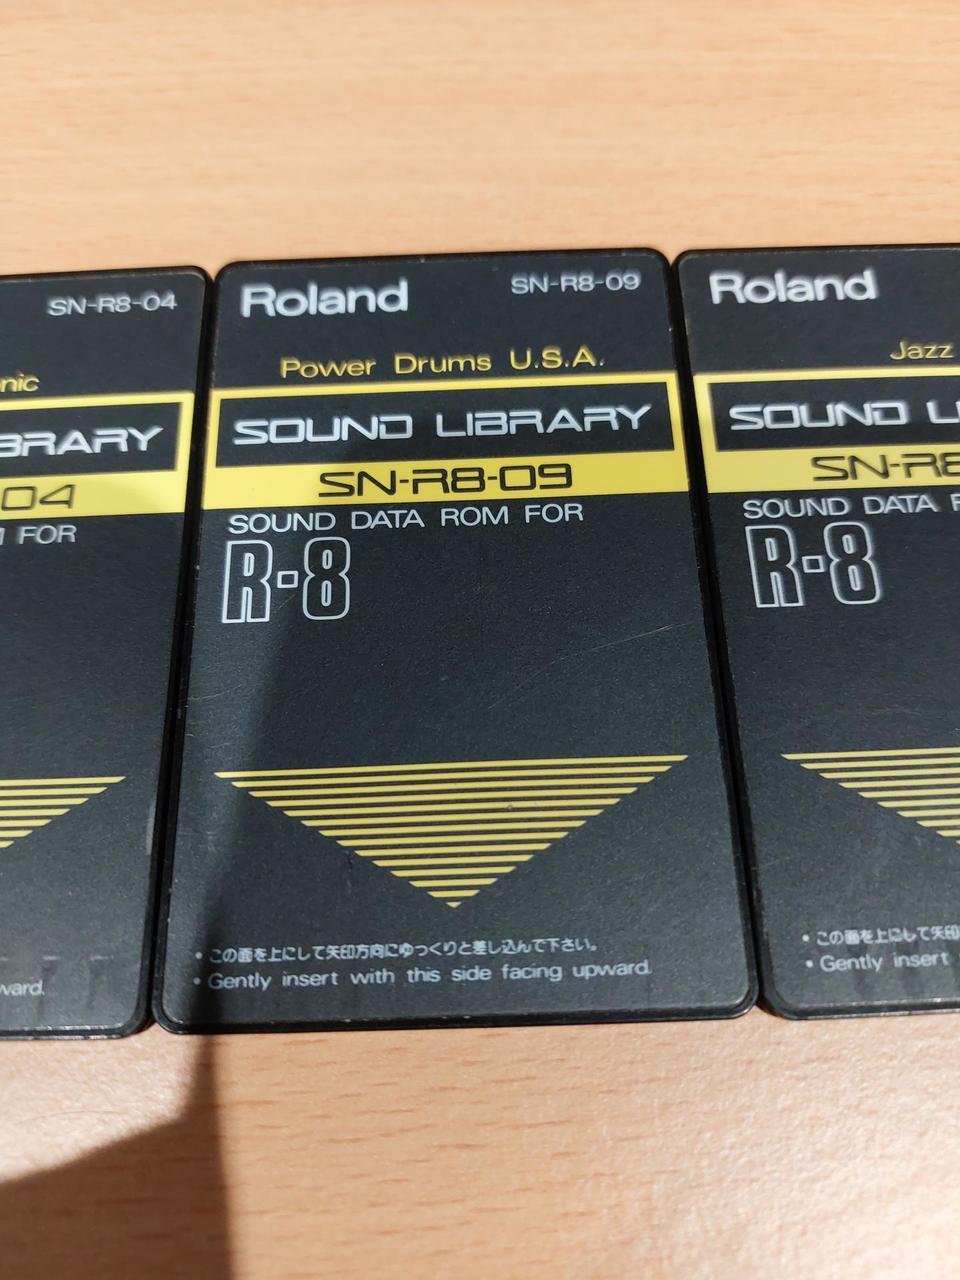 SN-R8-04
nic
BRARY
04
FOR
ward.
Roland
SN-R8-09
Power Drums U.S.A.
SOUND LIBRARY
SN-R8-09
SOUND DATA ROM FOR
R-8
• この面を上にして矢印方向にゆっくりと差し込んで下さい。
• Gently insert with this side facing upward.
Roland
Jazz
SOUND LI
SN-R8
SOUND DATA R
R-8
• この面を上にして矢印
• Gently insert